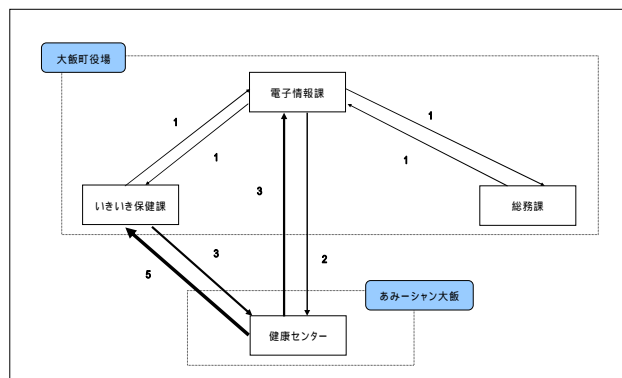 大飯町役場
電子情報課
1
1
1
1
いきいき保健課
総務課
3
3
2
5
あみーシャン大飯
健康センター